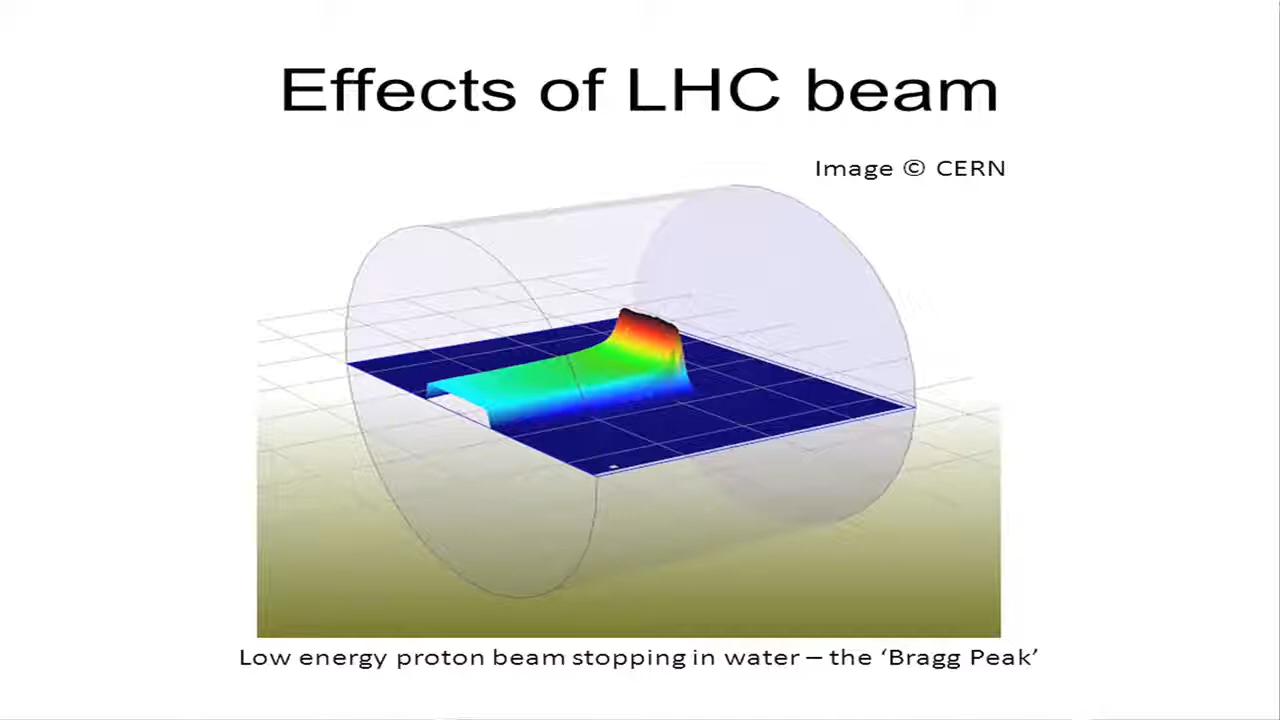 Effects of LHC beam
Image © CERN
Low energy proton beam stopping in water – the ‘Bragg Peak’